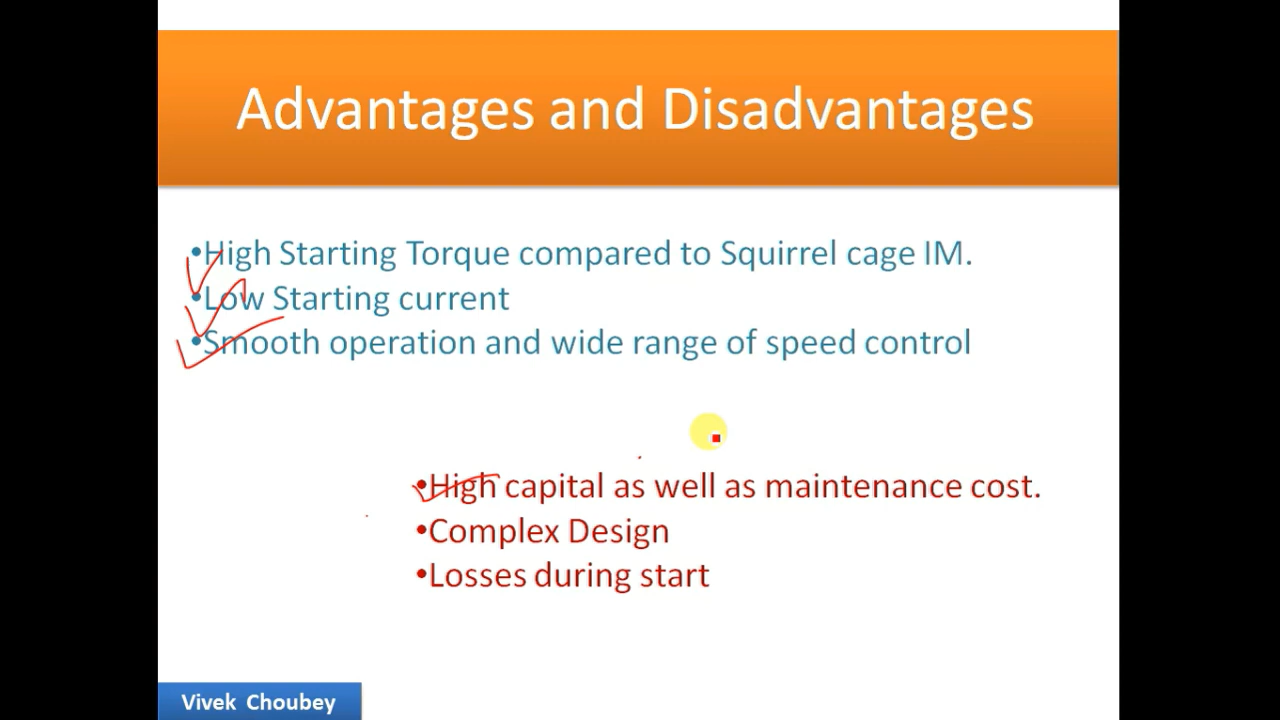 Advantages and Disadvantages
•High Starting Torque compared to Squirrel cage IM.
•Low Starting current
•Smooth operation and wide range of speed control
•High capital as well as maintenance cost.
•Complex Design
•Losses during start
Vivek Choubey